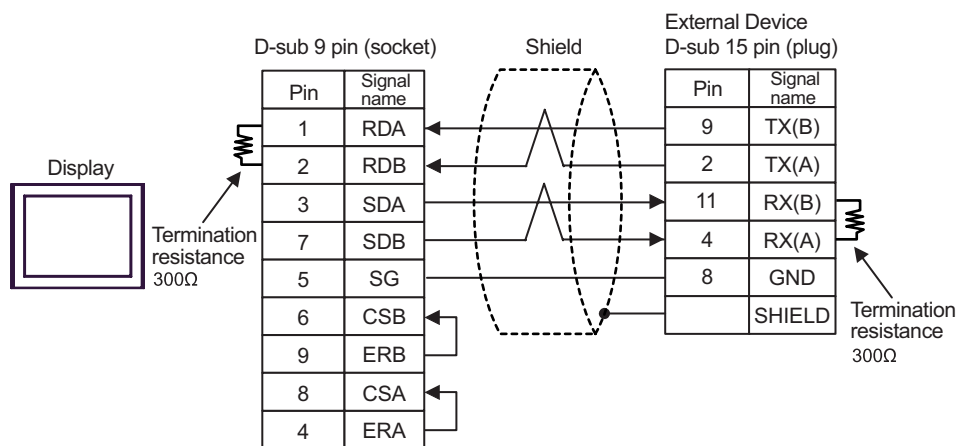 External Device
D-sub 9 pin (socket)
Shield
D-sub 15 pin (plug)
Pin Signal name
1 RDA
2 RDB
3 SDA
7 SDB
5 SG
6 CSB
9 ERB
8 CSA
4 ERA
Pin Signal name
9 TX(B)
2 TX(A)
11 RX(B)
4 RX(A)
8 GND
SHIELD
Display
Termination
resistance
300Ω
Termination
resistance
300Ω